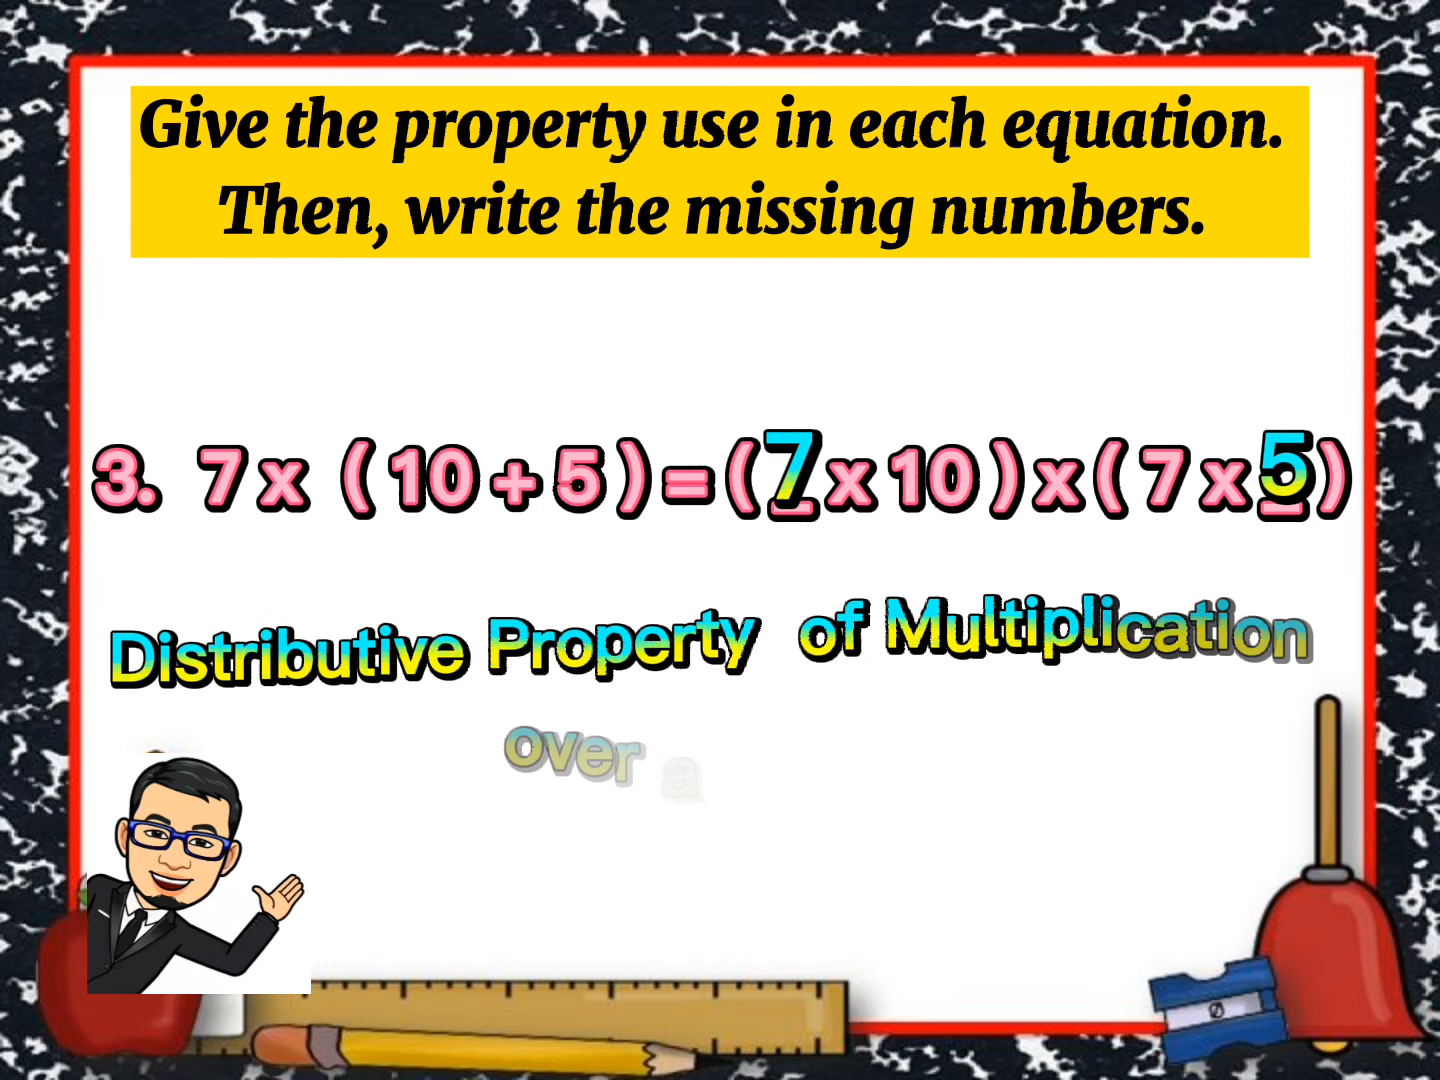 Give the property use in each equation.
Then, write the missing numbers.
3. 7 x ( 10 + 5 ) = ( 7 x 10 ) x ( 7 x 5 )
Distributive Property of Multiplication
over a